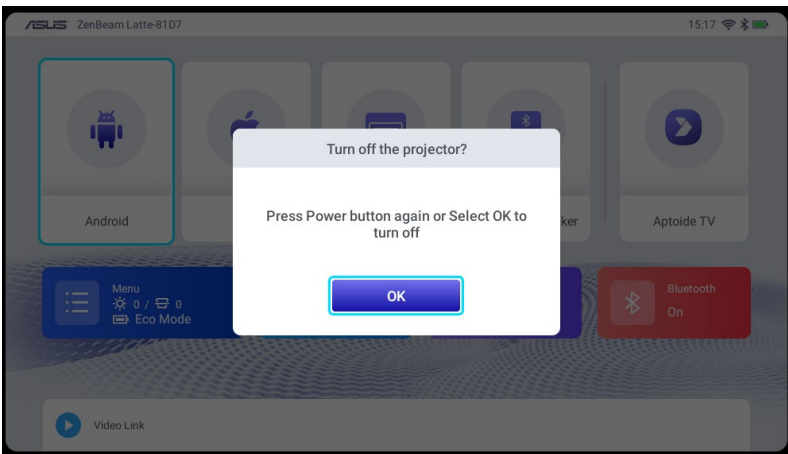 ASUS ZenBeam Latte-81D7 15:17
Turn off the projector?
Android
Press Power button again or Select OK to
turn off
ker
Aptoide TV
OK
Menu
0 / 0
Eco Mode
Bluetooth
On
Video Link